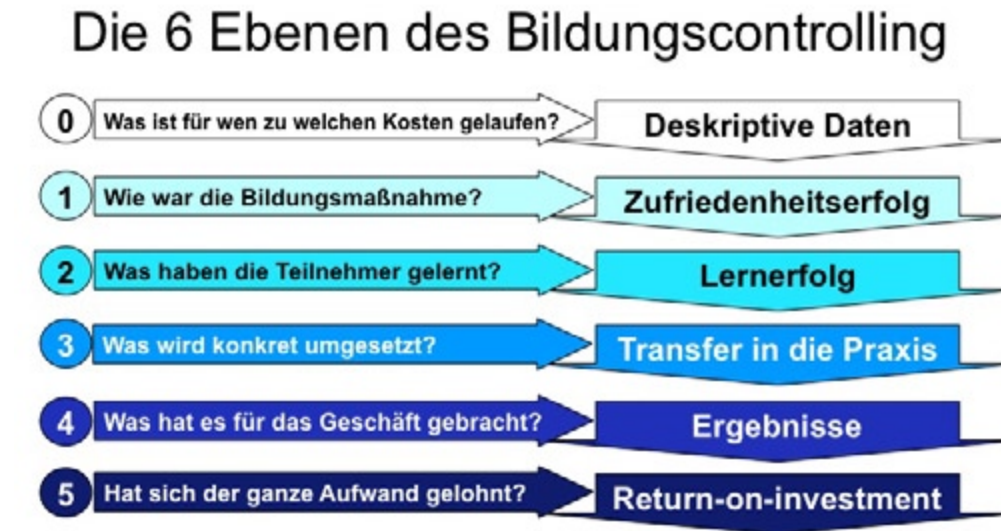 Die 6 Ebenen des Bildungscontrolling
0 Was ist für wen zu welchen Kosten gelaufen? Deskriptive Daten
1 Wie war die Bildungsmaßnahme? Zufriedenheitserfolg
2 Was haben die Teilnehmer gelernt? Lernerfolg
3 Was wird konkret umgesetzt? Transfer in die Praxis
4 Was hat es für das Geschäft gebracht? Ergebnisse
5 Hat sich der ganze Aufwand gelohnt? Return-on-investment